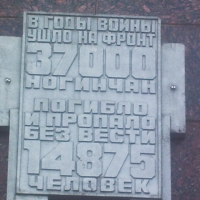 В ГОДЫ ВОЙНЫ
УШЛО НА ФРОНТ
37000
НОГИНЧАН
ПОГИБЛО
И ПРОПАЛО
БЕЗ ВЕСТИ
14875
ЧЕЛОВЕК